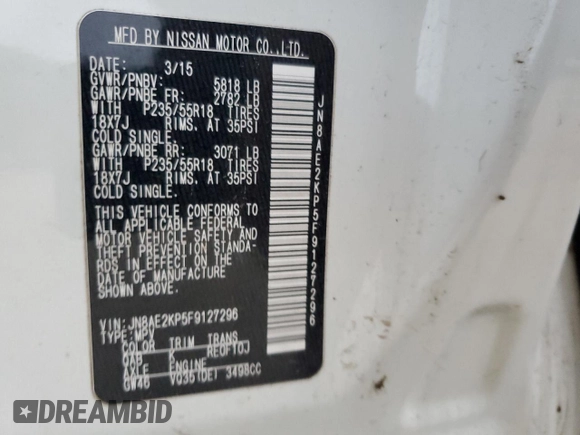 MFD BY NISSAN MOTOR CO.,LTD.
DATE: 3/15
GVWR/PNBV: 5818 LB
GAWR/PNBE FR: 2782 LB
WITH P235/55R18 TIRES
18X7J RIMS. AT 35PSI
COLD SINGLE.
GAWR/PNBE RR: 3071 LB
WITH P235/55R18 TIRES
18X7J RIMS. AT 35PSI
COLD SINGLE.
THIS VEHICLE CONFORMS TO
ALL APPLICABLE FEDERAL
MOTOR VEHICLE SAFETY AND
THEFT PREVENTION STANDA-
RDS IN EFFECT ON THE
DATE OF MANUFACTURE
SHOWN ABOVE.
VIN: JN8AE2KP5F9127296
TYPE: MPV
COLOR TRIM TRANS
QAB K RE0F10J
AXLE ENGINE
GW46 VQ35(DE) 3498CC
JN8AE2KP5F9127296
DREAMBID